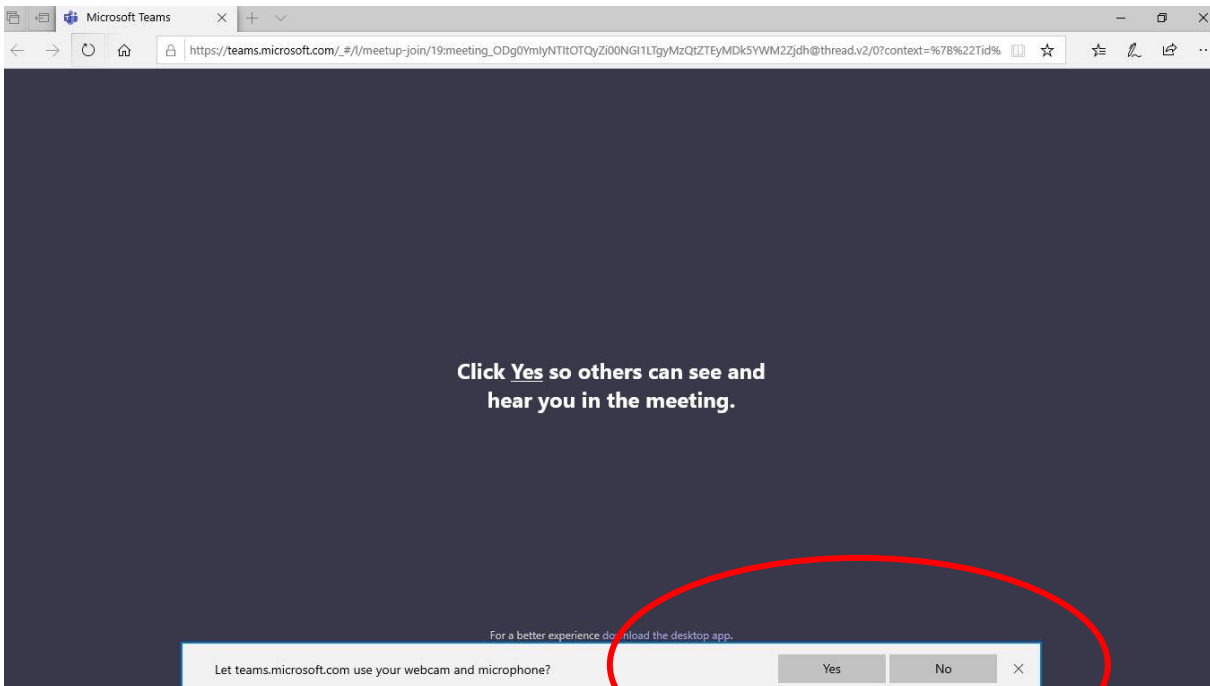 Microsoft Teams
https://teams.microsoft.com/_#/l/meetup-join/19:meeting_ODg0YmIyNTItOTQyZi00NGI1LTgyMzQtZTEyMDk5YWM2Zjdh@thread.v2/0?context=%7B%22Tid%
Click Yes so others can see and
hear you in the meeting.
For a better experience download the desktop app.
Let teams.microsoft.com use your webcam and microphone?
Yes
No